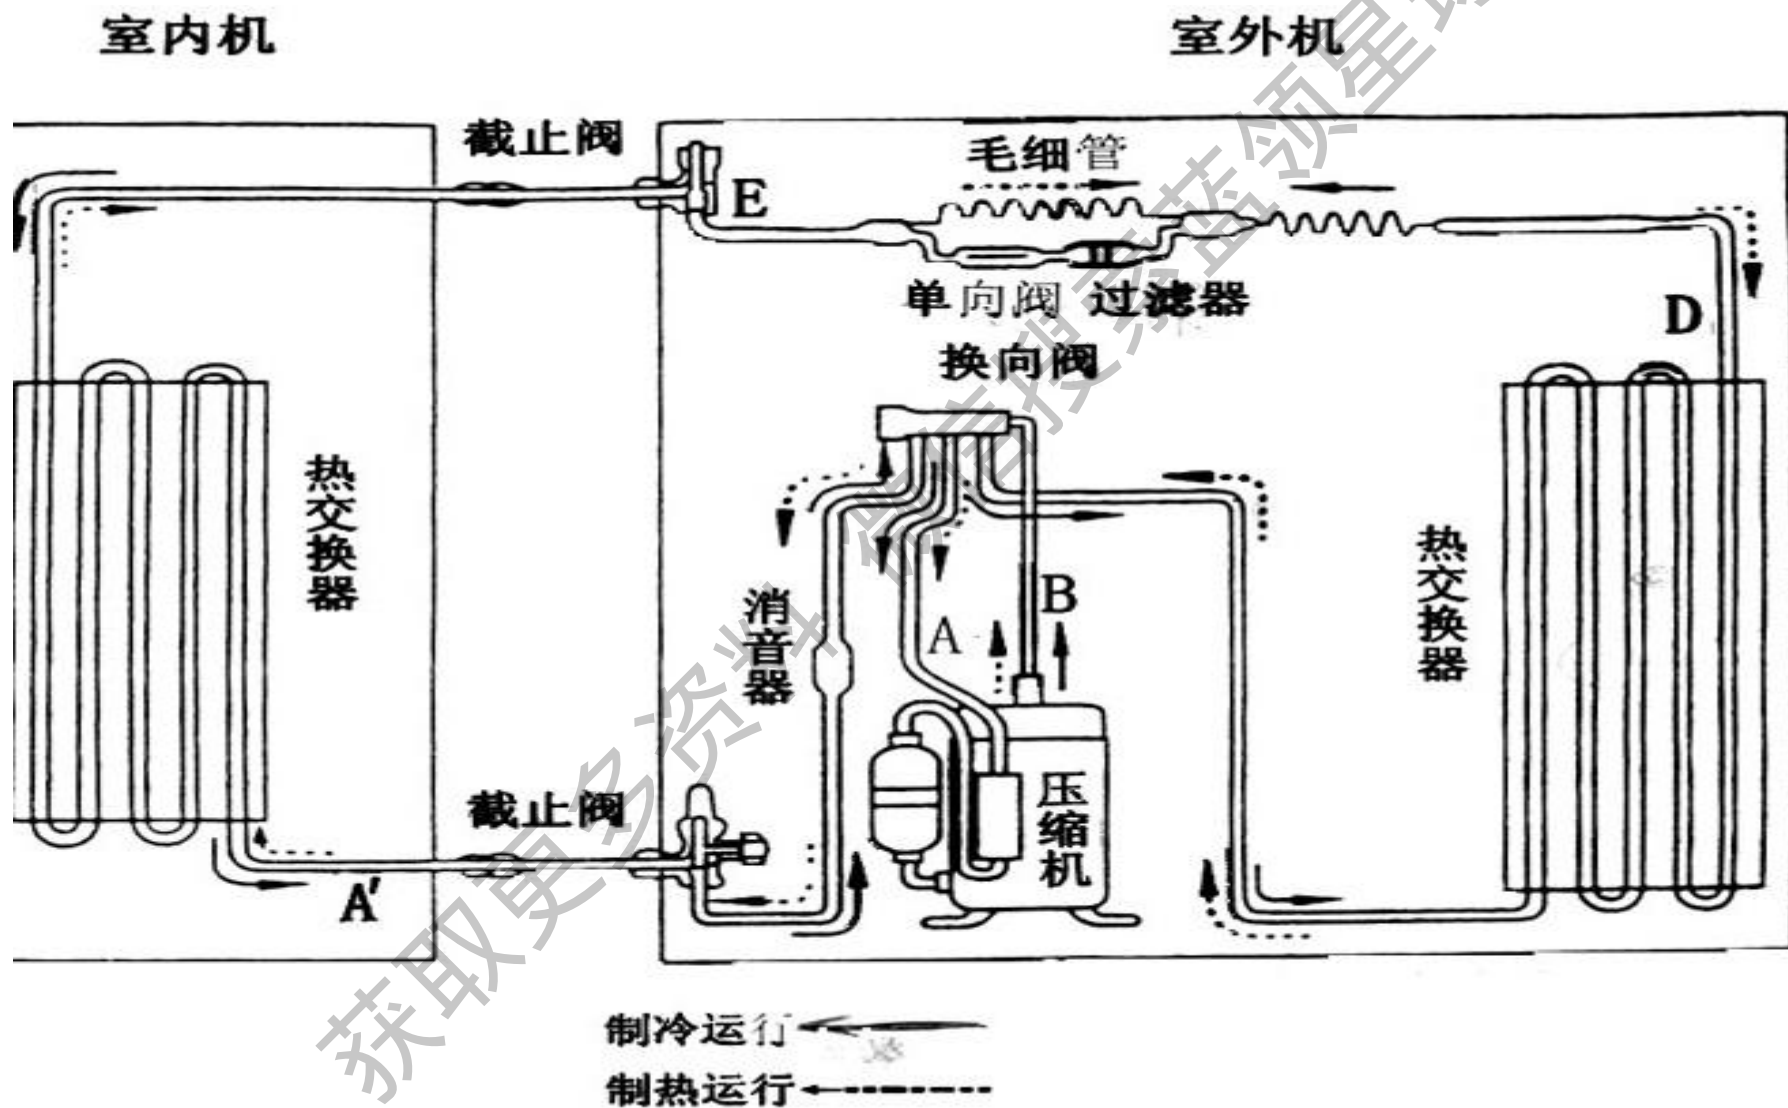 室内机
室外机
截止阀
毛细管
E
单向阀 过滤器
D
换向阀
热交换器
热交换器
消音器
A
B
压缩机
截止阀
A'
制冷运行
制热运行